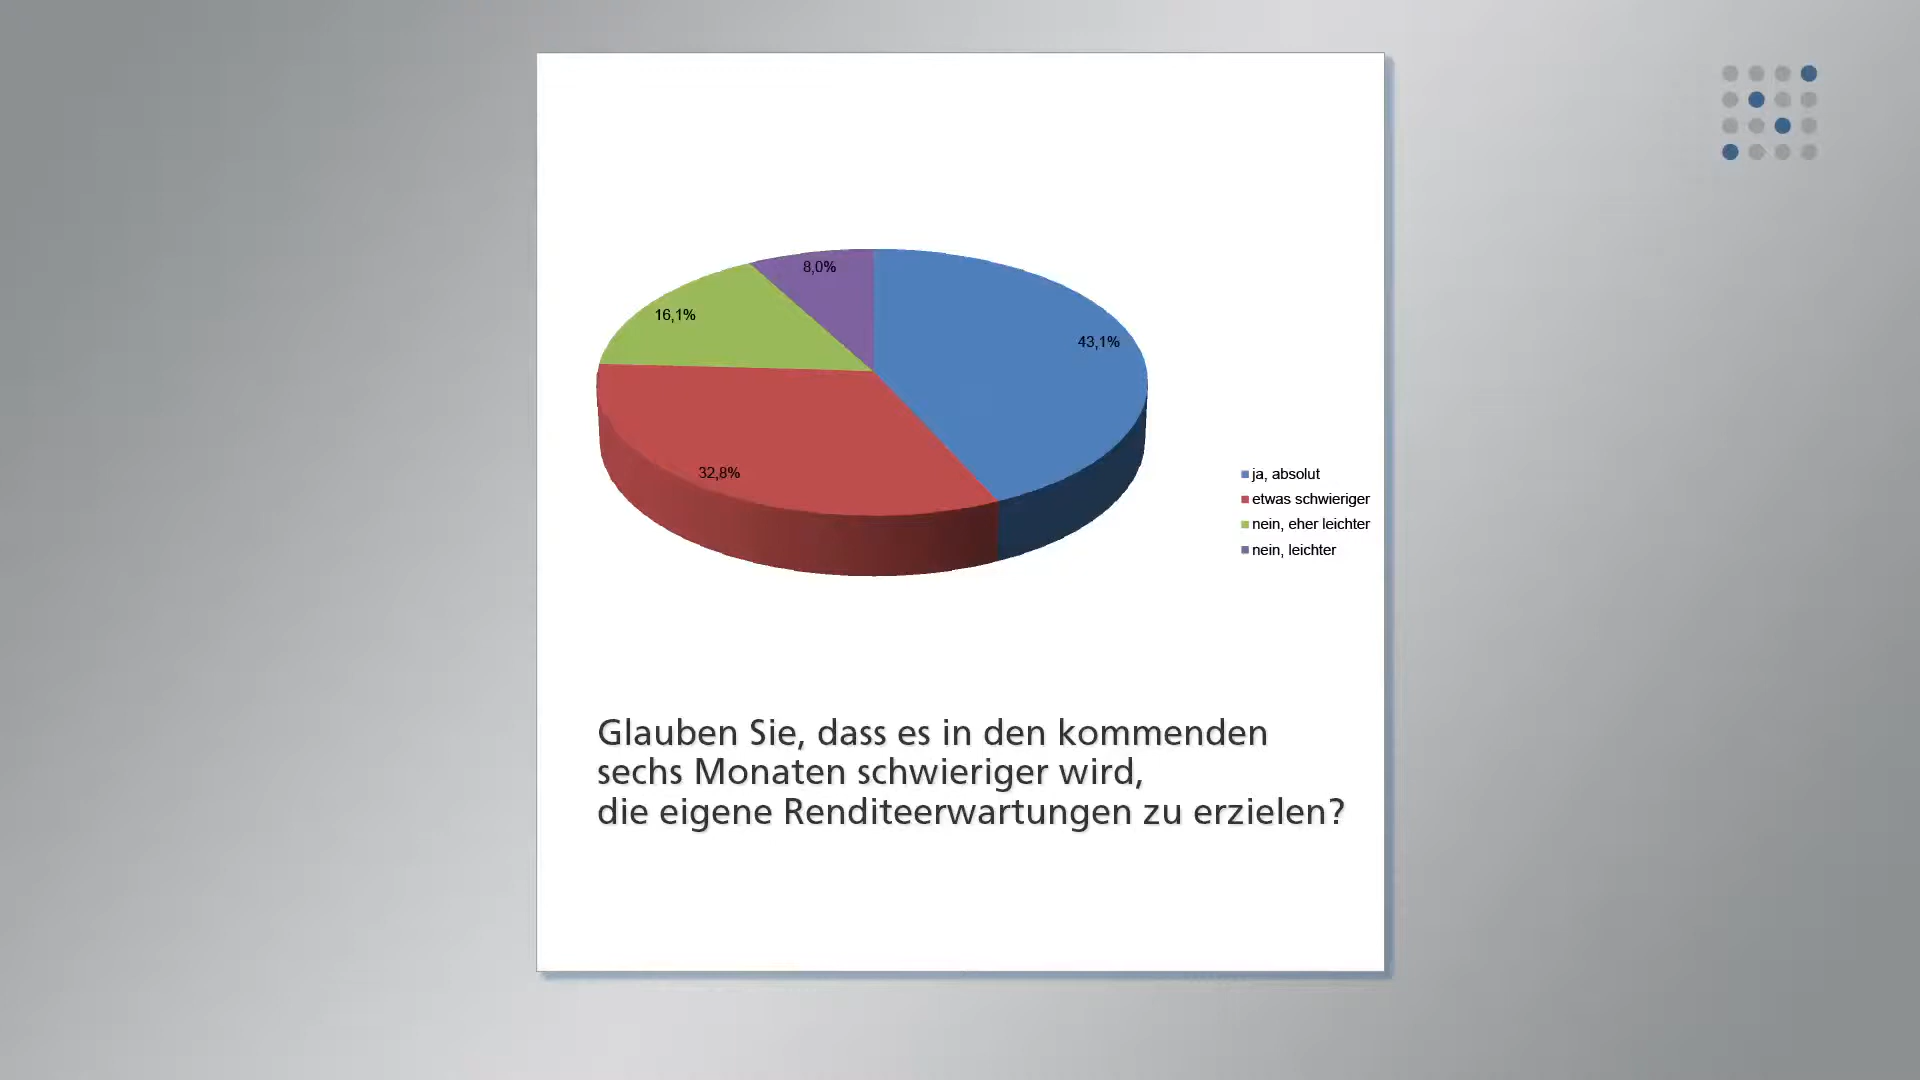 8,0%
16,1%
43,1%
32,8%
ja, absolut
etwas schwieriger
nein, eher leichter
nein, leichter
Glauben Sie, dass es in den kommenden
sechs Monaten schwieriger wird,
die eigene Renditeerwartungen zu erzielen?